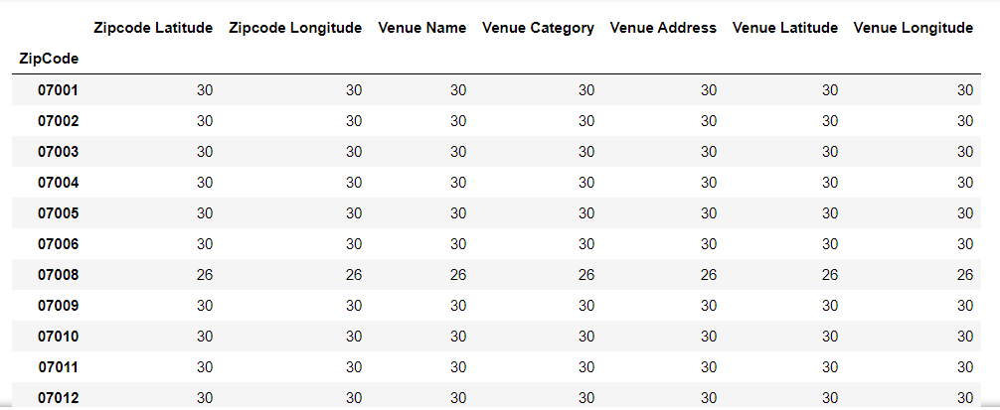 Zipcode Latitude Zipcode Longitude Venue Name Venue Category Venue Address Venue Latitude Venue Longitude
ZipCode
07001 30 30 30 30 30 30 30
07002 30 30 30 30 30 30 30
07003 30 30 30 30 30 30 30
07004 30 30 30 30 30 30 30
07005 30 30 30 30 30 30 30
07006 30 30 30 30 30 30 30
07008 26 26 26 26 26 26 26
07009 30 30 30 30 30 30 30
07010 30 30 30 30 30 30 30
07011 30 30 30 30 30 30 30
07012 30 30 30 30 30 30 30